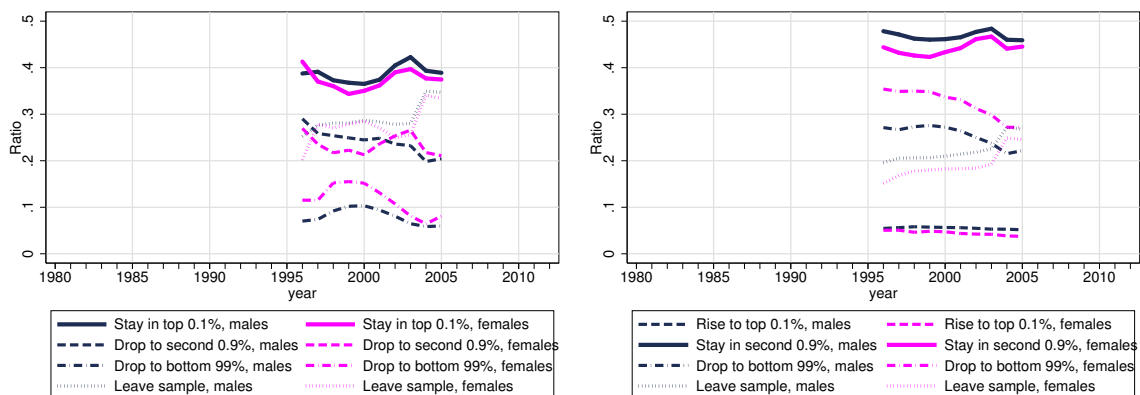 .5
.4
.3
.2
.1
0
Ratio
1980 1985 1990 1995 2000 2005 2010
year
Stay in top 0.1%, males Stay in top 0.1%, females
Drop to second 0.9%, males Drop to second 0.9%, females
Drop to bottom 99%, males Drop to bottom 99%, females
Leave sample, males Leave sample, females
.5
.4
.3
.2
.1
0
Ratio
1980 1985 1990 1995 2000 2005 2010
year
Rise to top 0.1%, males Rise to top 0.1%, females
Stay in second 0.9%, males Stay in second 0.9%, females
Drop to bottom 99%, males Drop to bottom 99%, females
Leave sample, males Leave sample, females